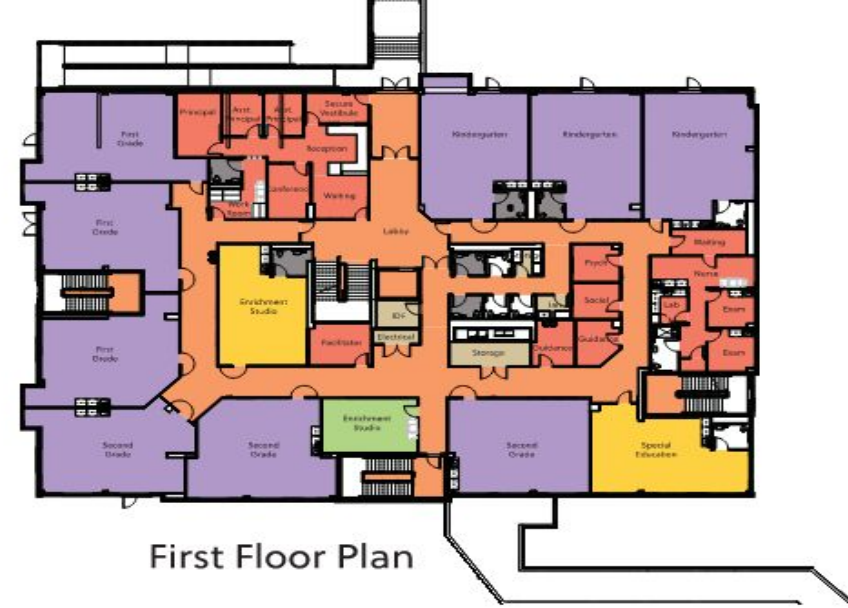 Principal
Asst.
Principal
Asst.
Principal
Secure
Vestibule
First
Grade
Reception
Kindergarten
Kindergarten
Kindergarten
Conference
Waiting
Work
Room
First
Grade
Lobby
Waiting
Psych
Nurse
Enrichment
Studio
Social
Lab
Exam
IDF
Electrical
First
Grade
Facilitator
Storage
Guidance
Guidance
Exam
Second
Grade
Second
Grade
Enrichment
Studio
Second
Grade
Special
Education
First Floor Plan